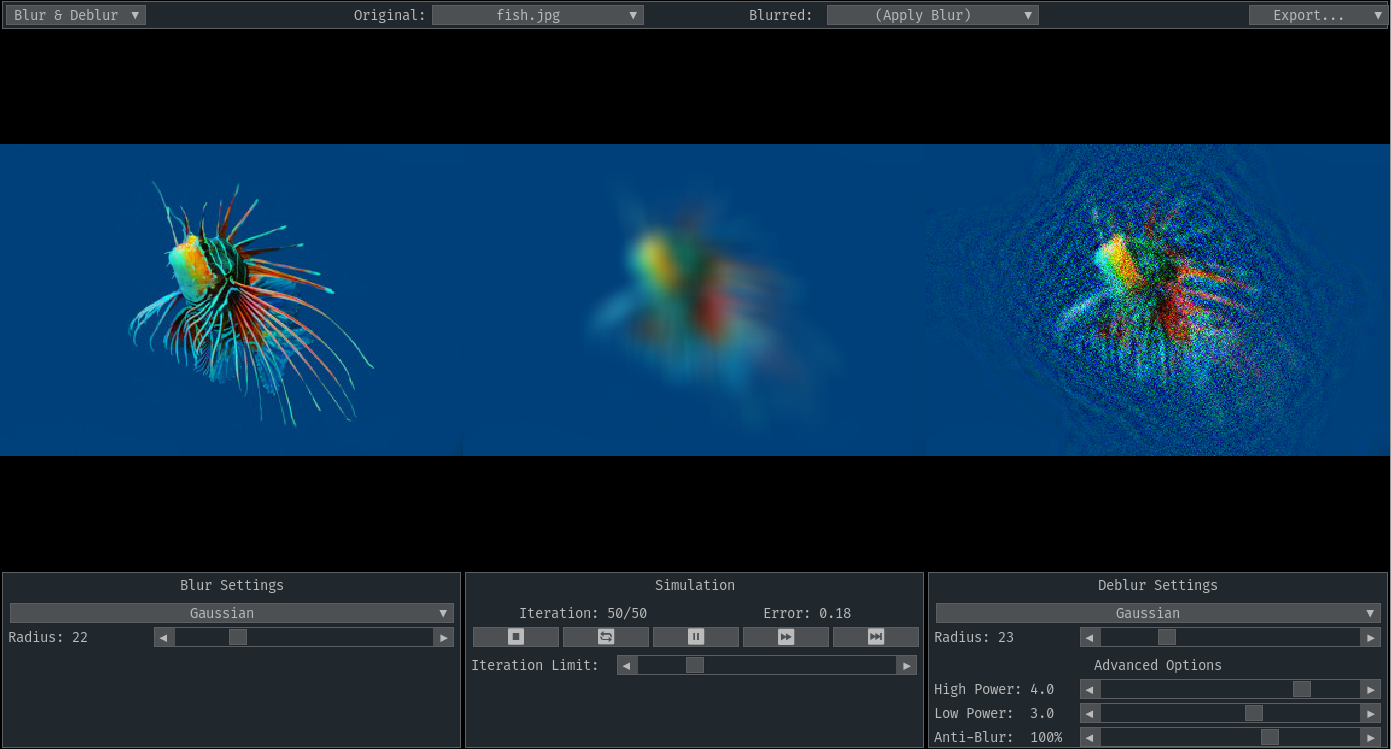 Blur & Deblur ▼ Original: fish.jpg ▼ Blurred: (Apply Blur) ▼ Export... ▼
Blur Settings
Gaussian ▼
Radius: 22
Simulation
Iteration: 50/50 Error: 0.18
Iteration Limit:
Deblur Settings
Gaussian ▼
Radius: 23
Advanced Options
High Power: 4.0
Low Power: 3.0
Anti-Blur: 100%